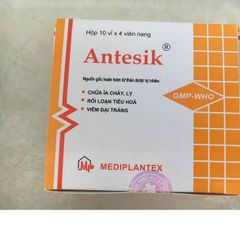 Hộp 10 vỉ x 4 viên nang
Antesik®
Nguồn gốc hoàn toàn từ thảo dược tự nhiên
- CHỮA ỈA CHẢY, LỴ
- RỐI LOẠN TIÊU HOÁ
- VIÊM ĐẠI TRÀNG
GMP-WHO
MEDIPLANTEX